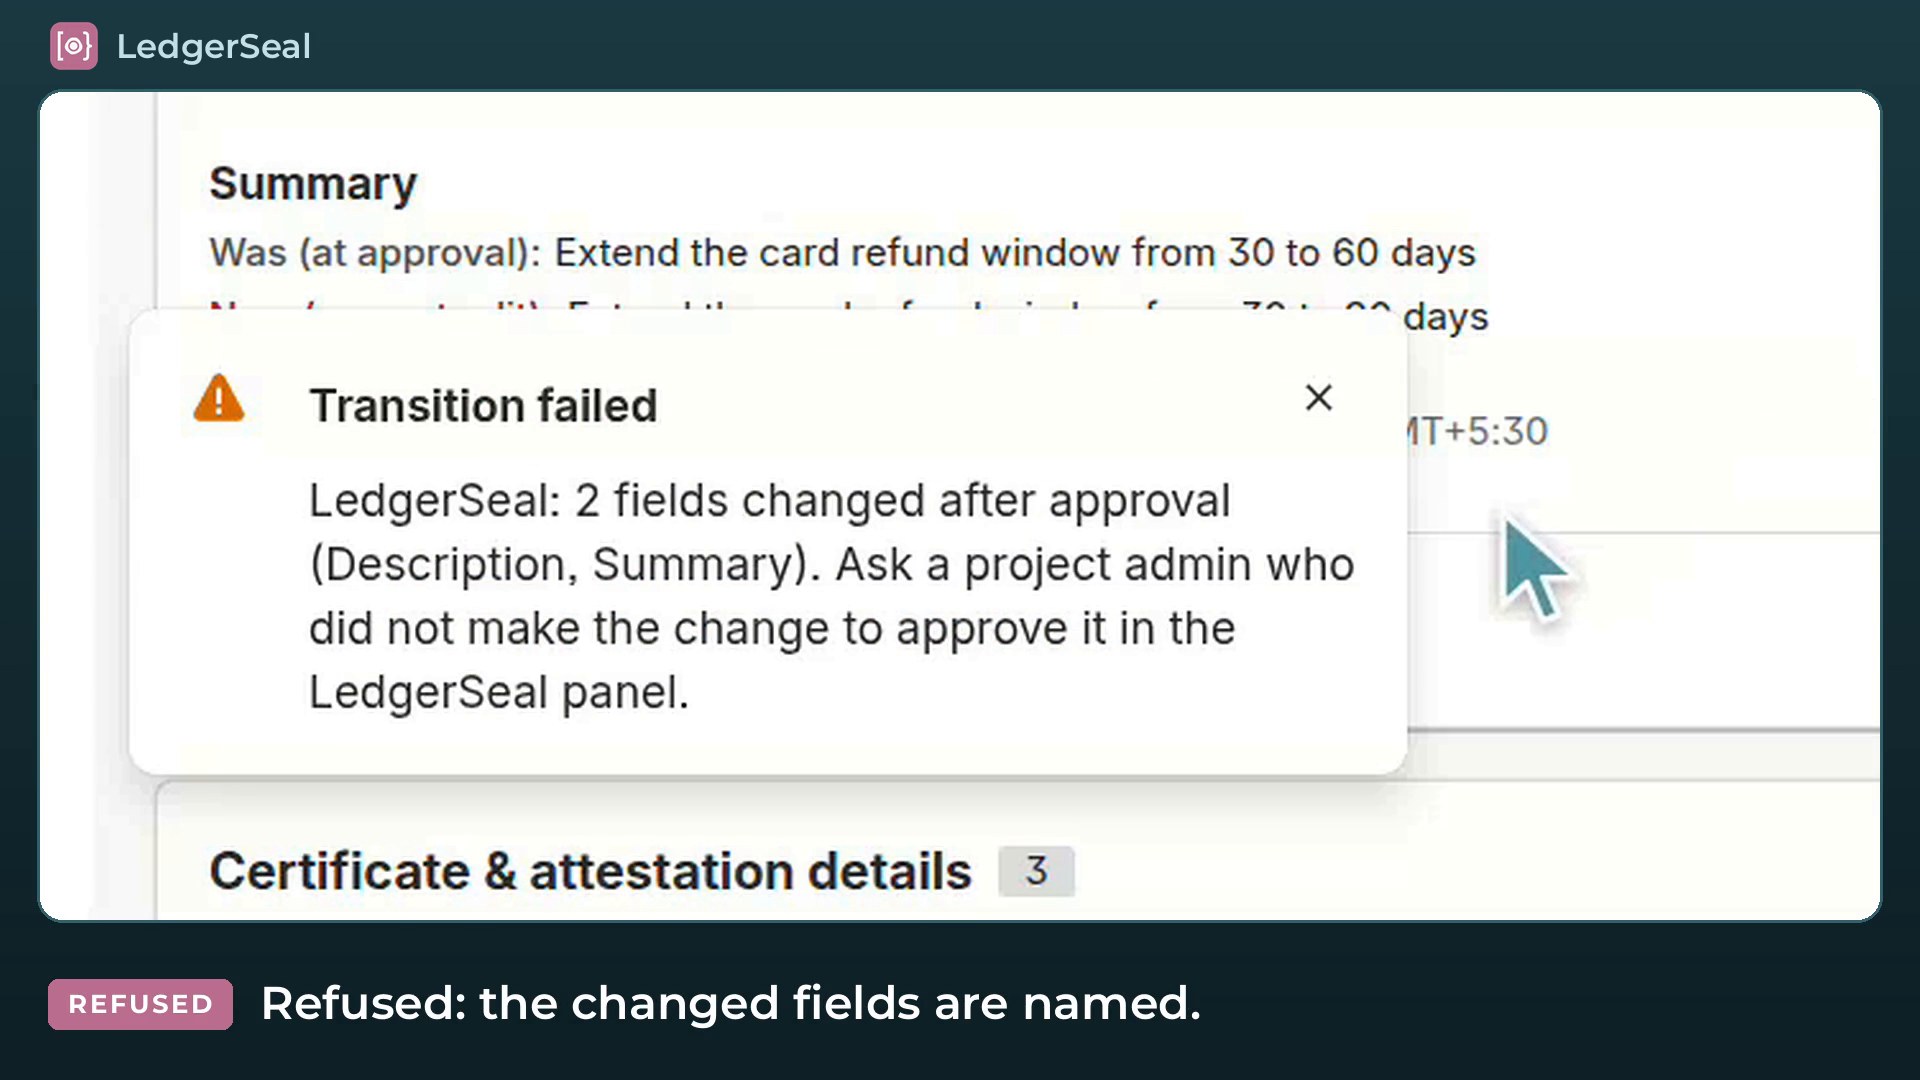 LedgerSeal
Summary
Was (at approval): Extend the card refund window from 30 to 60 days
days
Transition failed
LedgerSeal: 2 fields changed after approval
(Description, Summary). Ask a project admin who
did not make the change to approve it in the
LedgerSeal panel.
MT+5:30
Certificate & attestation details 3
REFUSED Refused: the changed fields are named.